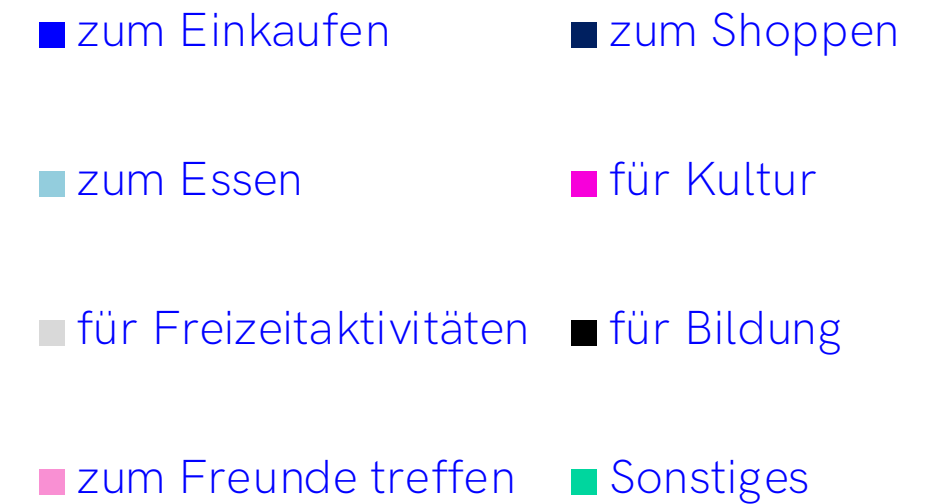 zum Einkaufen
zum Shoppen
zum Essen
für Kultur
für Freizeitaktivitäten
für Bildung
zum Freunde treffen
Sonstiges